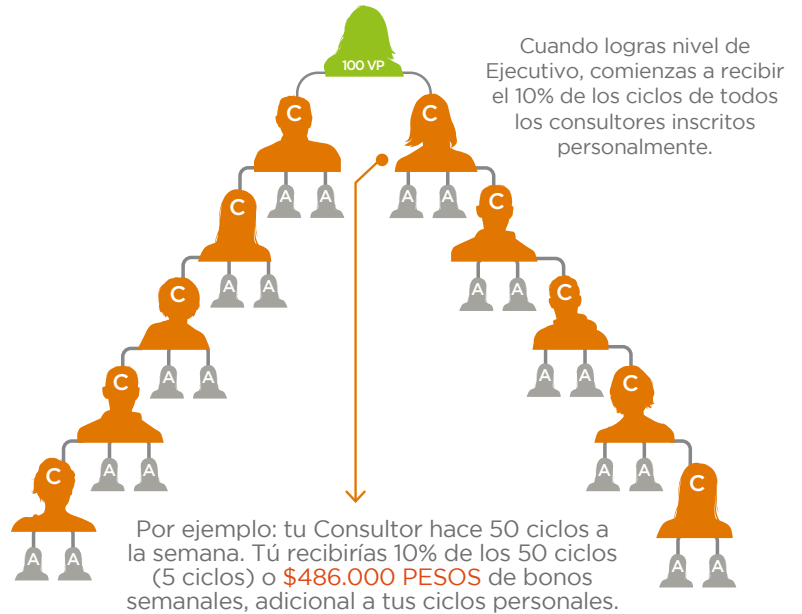 100 VP
Cuando logras nivel de
Ejecutivo, comienzas a recibir
el 10% de los ciclos de todos
los consultores inscritos
personalmente.
C
C
A
A
A
A
C
C
A
A
A
A
C
C
A
A
A
A
C
C
A
A
A
A
C
C
A
A
A
A
Por ejemplo: tu Consultor hace 50 ciclos a
la semana. Tú recibirías 10% de los 50 ciclos
(5 ciclos) o $486.000 PESOS de bonos
semanales, adicional a tus ciclos personales.